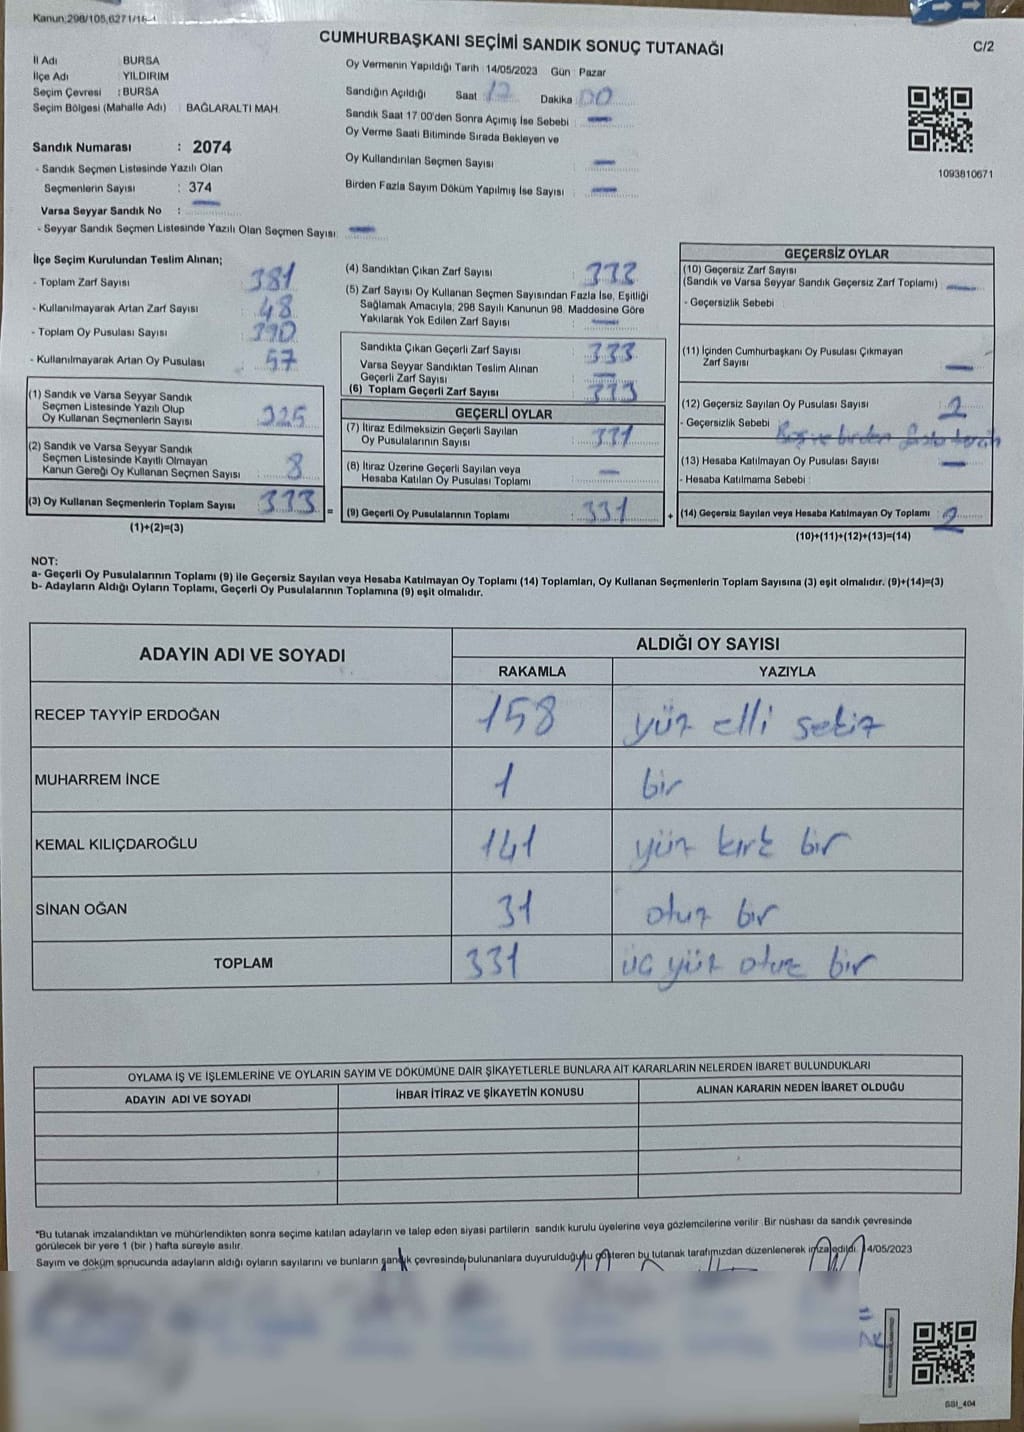 Kanun:298/105,6271/
CUMHURBAŞKANI SEÇİMİ SANDIK SONUÇ TUTANAĞI
C/2
İl Adı BURSA
İlçe Adı YILDIRIM
Seçim Çevresi : BURSA
Seçim Bölgesi (Mahalle Adı) BAĞLARALTI MAH.
Sandık Numarası : 2074
- Sandık Seçmen Listesinde Yazılı Olan
Seçmenlerin Sayısı : 374
Varsa Seyyar Sandık No : —
- Seyyar Sandık Seçmen Listesinde Yazılı Olan Seçmen Sayısı —
Oy Vermenin Yapıldığı Tarih : 14/05/2023 Gün : Pazar
Sandığın Açıldığı Saat 17 Dakika 00
Sandık Saat 17 00'den Sonra Açımış İse Sebebi : —
Oy Verme Saati Bitiminde Sırada Bekleyen ve
Oy Kullandırılan Seçmen Sayısı : —
Birden Fazla Sayım Döküm Yapılmış İse Sayısı : —
1093810671
İlçe Seçim Kurulundan Teslim Alınan;
- Toplam Zarf Sayısı : 381
- Kullanılmayarak Artan Zarf Sayısı : 48
- Toplam Oy Pusulası Sayısı : 390
- Kullanılmayarak Artan Oy Pusulası : 57
(1) Sandık ve Varsa Seyyar Sandık
Seçmen Listesinde Yazılı Olup
Oy Kullanan Seçmenlerin Sayısı : 325
(2) Sandık ve Varsa Seyyar Sandık
Seçmen Listesinde Kayıtlı Olmayan
Kanun Gereği Oy Kullanan Seçmen Sayısı : 8
(3) Oy Kullanan Seçmenlerin Toplam Sayısı : 333
(1)+(2)=(3)
=
(4) Sandıktan Çıkan Zarf Sayısı : 333
(5) Zarf Sayısı Oy Kullanan Seçmen Sayısından Fazla İse, Eşitliği
Sağlamak Amacıyla, 298 Sayılı Kanunun 98. Maddesine Göre
Yakılarak Yok Edilen Zarf Sayısı : —
Sandıkta Çıkan Geçerli Zarf Sayısı : 333
Varsa Seyyar Sandıktan Teslim Alınan
Geçerli Zarf Sayısı : —
(6) Toplam Geçerli Zarf Sayısı : 333
GEÇERLİ OYLAR
(7) İtiraz Edilmeksizin Geçerli Sayılan
Oy Pusulalarının Sayısı : 331
(8) İtiraz Üzerine Geçerli Sayılan veya
Hesaba Katılan Oy Pusulası Toplamı : —
(9) Geçerli Oy Pusulalarının Toplamı : 331
+
GEÇERSİZ OYLAR
(10) Geçersiz Zarf Sayısı
(Sandık ve Varsa Seyyar Sandık Geçersiz Zarf Toplamı) : —
- Geçersizlik Sebebi :
(11) İçinden Cumhurbaşkanı Oy Pusulası Çıkmayan
Zarf Sayısı : —
(12) Geçersiz Sayılan Oy Pusulası Sayısı : 2
- Geçersizlik Sebebi : Boş ve birden fazla tercih
(13) Hesaba Katılmayan Oy Pusulası Sayısı : —
- Hesaba Katılmama Sebebi :
(14) Geçersiz Sayılan veya Hesaba Katılmayan Oy Toplamı : 2
(10)+(11)+(12)+(13)=(14)
NOT:
a- Geçerli Oy Pusulalarının Toplamı (9) ile Geçersiz Sayılan veya Hesaba Katılmayan Oy Toplamı (14) Toplamları, Oy Kullanan Seçmenlerin Toplam Sayısına (3) eşit olmalıdır. (9)+(14)=(3)
b- Adayların Aldığı Oyların Toplamı, Geçerli Oy Pusulalarının Toplamına (9) eşit olmalıdır.
ADAYIN ADI VE SOYADI
ALDIĞI OY SAYISI
RAKAMLA YAZIYLA
RECEP TAYYİP ERDOĞAN 158 yüz elli sekiz
MUHARREM İNCE 1 bir
KEMAL KILIÇDAROĞLU 141 yüz kırk bir
SİNAN OĞAN 31 otuz bir
TOPLAM 331 üç yüz otuz bir
OYLAMA İŞ VE İŞLEMLERİNE VE OYLARIN SAYIM VE DÖKÜMÜNE DAİR ŞİKAYETLERLE BUNLARA AİT KARARLARIN NELERDEN İBARET BULUNDUKLARI
ADAYIN ADI VE SOYADI İHBAR İTİRAZ VE ŞİKAYETİN KONUSU ALINAN KARARIN NEDEN İBARET OLDUĞU
*Bu tutanak imzalandıktan ve mühürlendikten sonra seçime katılan adayların ve talep eden siyasi partilerin sandık kurulu üyelerine veya gözlemcilerine verilir. Bir nüshası da sandık çevresinde
görülecek bir yere 1 (bir ) hafta süreyle asılır.
Sayım ve döküm sonucunda adayların aldığı oyların sayılarını ve bunların sandık çevresinde bulunanlara duyurulduğunu gösteren bu tutanak tarafımızdan düzenlenerek imzaledildi. 14/05/2023
SSI_404